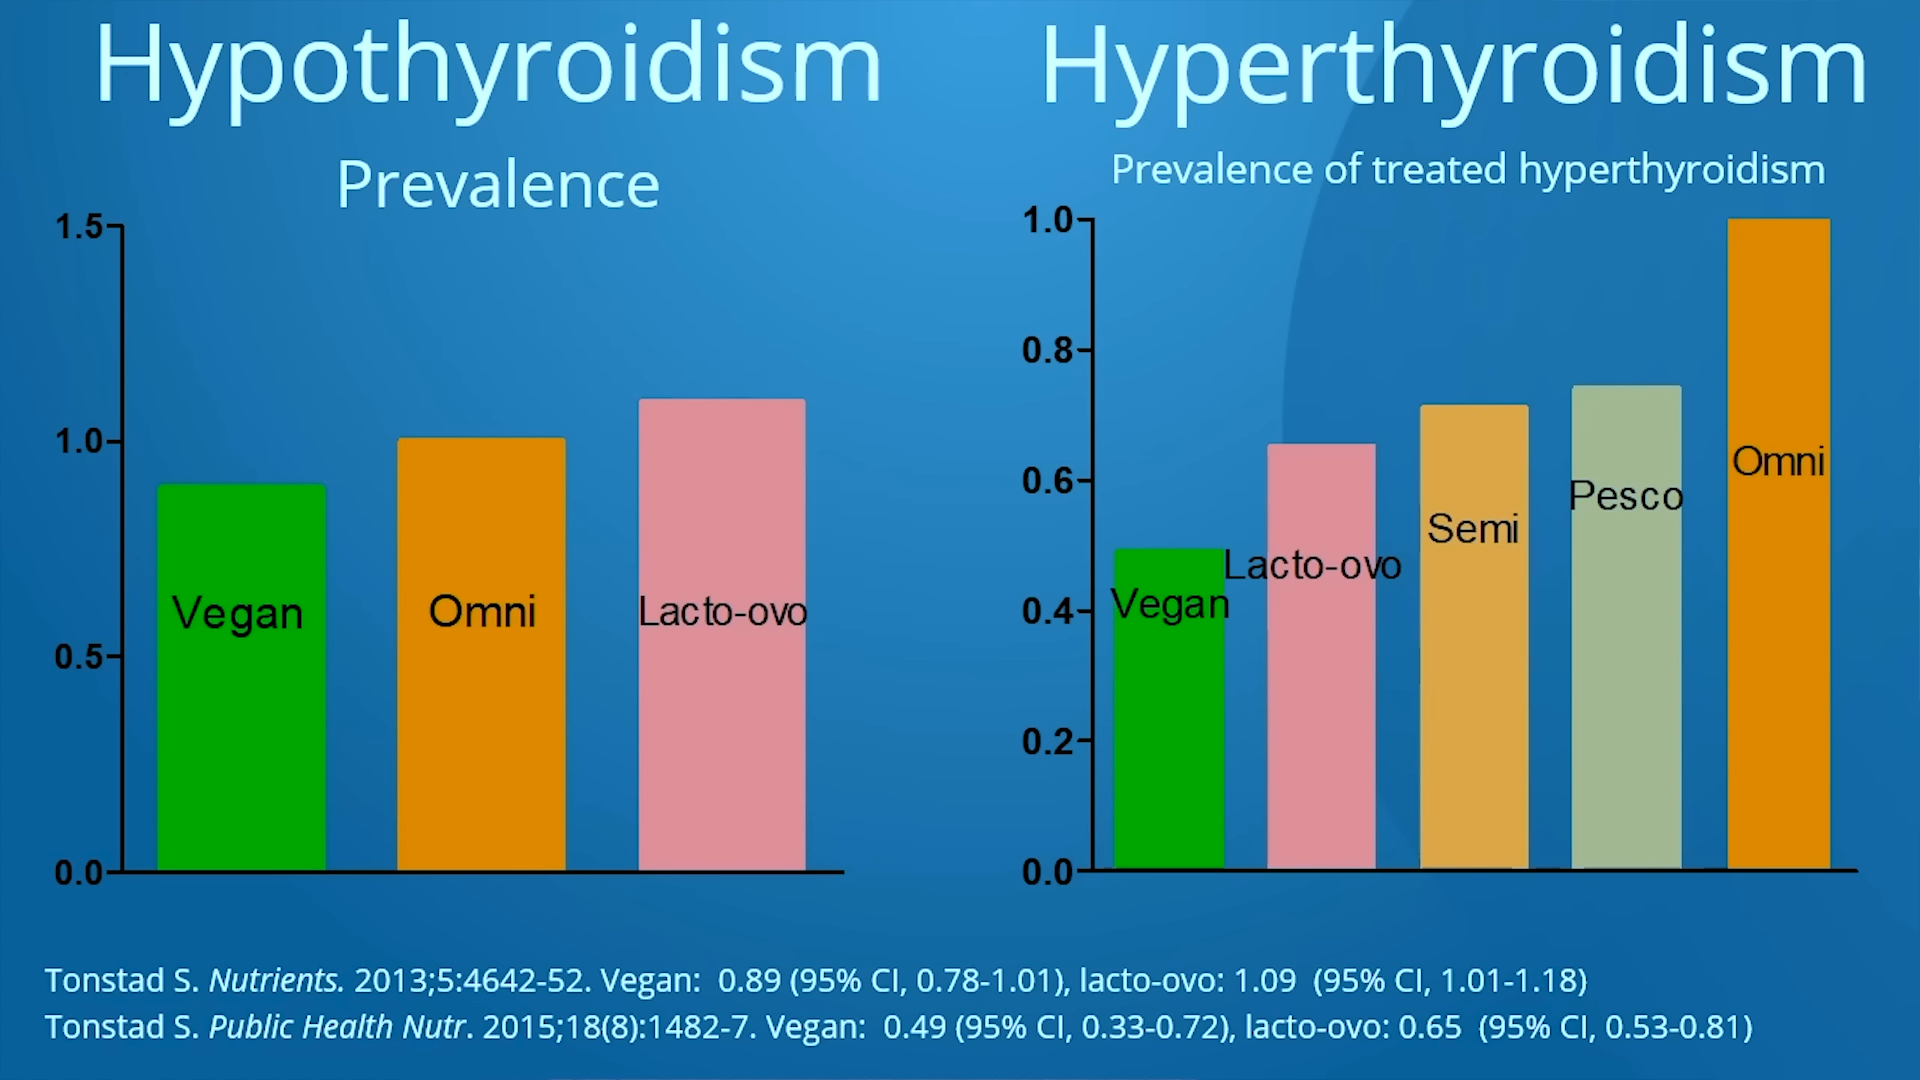 Hypothyroidism
Prevalence
1.5
1.0
0.5
0.0
Vegan
Omni
Lacto-ovo
Hyperthyroidism
Prevalence of treated hyperthyroidism
1.0
0.8
0.6
0.4
0.2
0.0
Vegan
Lacto-ovo
Semi
Pesco
Omni
Tonstad S. Nutrients. 2013;5:4642-52. Vegan:  0.89 (95% CI, 0.78-1.01), lacto-ovo: 1.09  (95% CI, 1.01-1.18)
Tonstad S. Public Health Nutr. 2015;18(8):1482-7. Vegan:  0.49 (95% CI, 0.33-0.72), lacto-ovo: 0.65  (95% CI, 0.53-0.81)